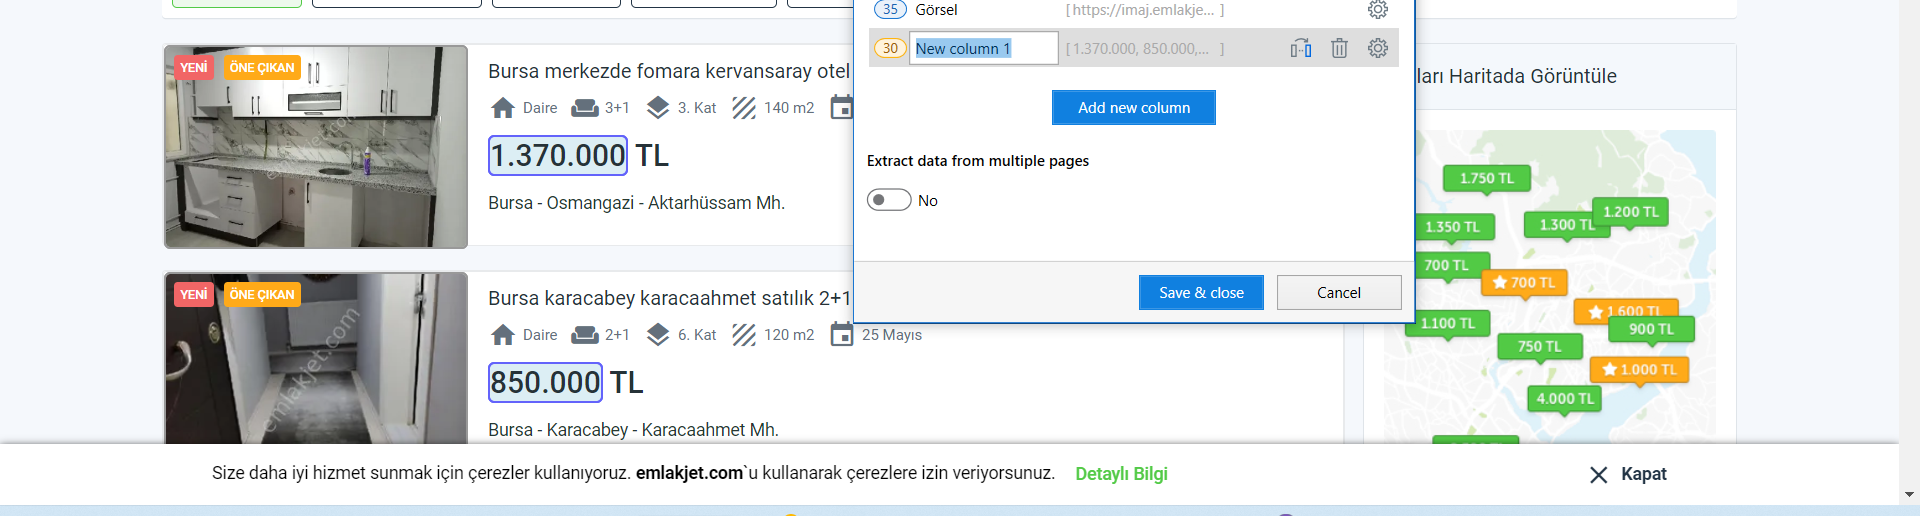 35 Görsel [ https://imaj.emlakje... ]
30 New column 1 [ 1.370.000, 850.000,... ]
Add new column
Extract data from multiple pages
No
Save & close Cancel
YENİ ÖNE ÇIKAN
emlakjet.com
Bursa merkezde fomara kervansaray otel
Daire 3+1 3. Kat 140 m2
1.370.000 TL
Bursa - Osmangazi - Aktarhüssam Mh.
YENİ ÖNE ÇIKAN
emlakjet.com
Bursa karacabey karacaahmet satılık 2+1
Daire 2+1 6. Kat 120 m2 25 Mayıs
850.000 TL
Bursa - Karacabey - Karacaahmet Mh.
ları Haritada Görüntüle
1.750 TL
1.200 TL
1.350 TL
1.300 TL
700 TL
700 TL
1.600 TL
1.100 TL
900 TL
750 TL
1.000 TL
4.000 TL
Size daha iyi hizmet sunmak için çerezler kullanıyoruz. emlakjet.com`u kullanarak çerezlere izin veriyorsunuz. Detaylı Bilgi
Kapat